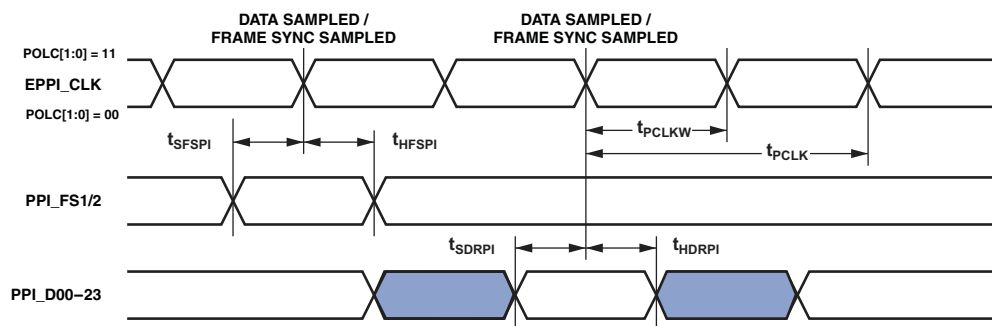 DATA SAMPLED /
FRAME SYNC SAMPLED
DATA SAMPLED /
FRAME SYNC SAMPLED
POLC[1:0] = 11
EPPI_CLK
POLC[1:0] = 00
tSFSPI
tHFSPI
tPCLKW
tPCLK
PPI_FS1/2
tSDRPI
tHDRPI
PPI_D00–23